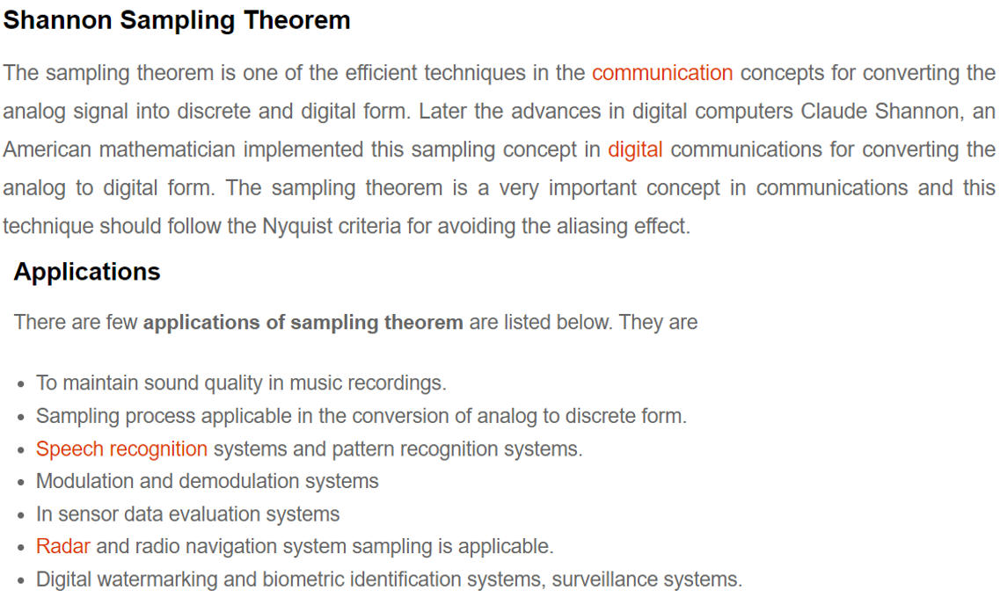 Shannon Sampling Theorem
The sampling theorem is one of the efficient techniques in the communication concepts for converting the
analog signal into discrete and digital form. Later the advances in digital computers Claude Shannon, an
American mathematician implemented this sampling concept in digital communications for converting the
analog to digital form. The sampling theorem is a very important concept in communications and this
technique should follow the Nyquist criteria for avoiding the aliasing effect.
Applications
There are few applications of sampling theorem are listed below. They are
• To maintain sound quality in music recordings.
• Sampling process applicable in the conversion of analog to discrete form.
• Speech recognition systems and pattern recognition systems.
• Modulation and demodulation systems
• In sensor data evaluation systems
• Radar and radio navigation system sampling is applicable.
• Digital watermarking and biometric identification systems, surveillance systems.